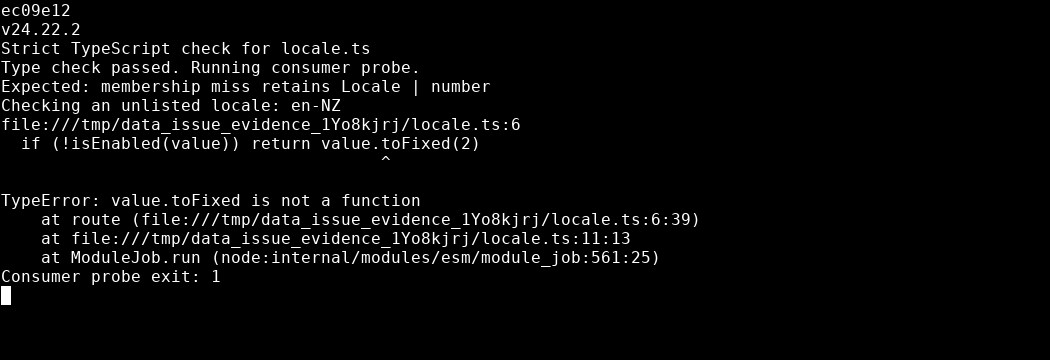 ec09e12
v24.22.2
Strict TypeScript check for locale.ts
Type check passed. Running consumer probe.
Expected: membership miss retains Locale | number
Checking an unlisted locale: en-NZ
file:///tmp/data_issue_evidence_1Yo8kjrj/locale.ts:6
  if (!isEnabled(value)) return value.toFixed(2)
                                      ^
TypeError: value.toFixed is not a function
    at route (file:///tmp/data_issue_evidence_1Yo8kjrj/locale.ts:6:39)
    at file:///tmp/data_issue_evidence_1Yo8kjrj/locale.ts:11:13
    at ModuleJob.run (node:internal/modules/esm/module_job:561:25)
Consumer probe exit: 1